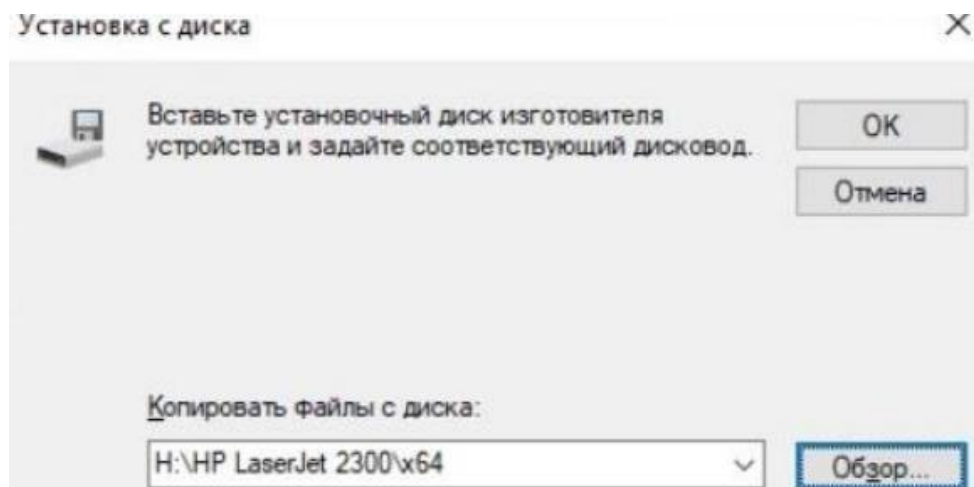 Установка с диска
Вставьте установочный диск изготовителя
устройства и задайте соответствующий дисковод.
OK
Отмена
Копировать файлы с диска:
H:\HP LaserJet 2300\x64
Обзор...